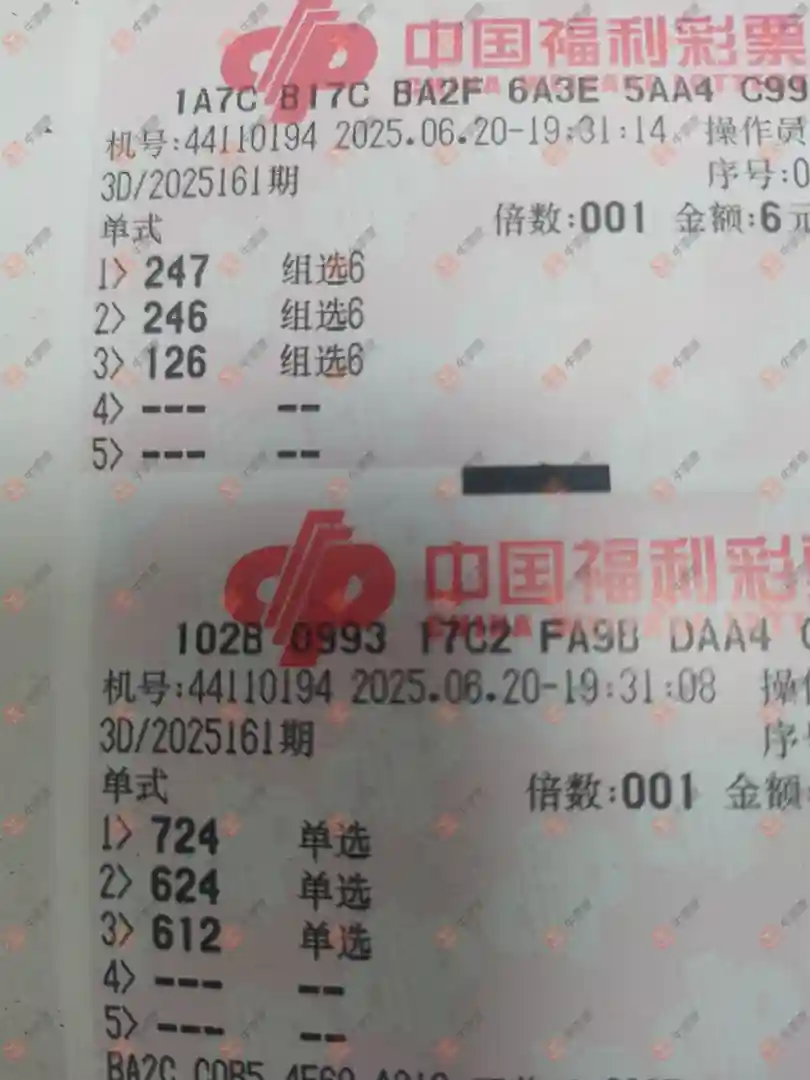 中国福利彩票
1A7C B17C BA2F 6A3E 5AA4 C99
机号:44110194 2025.06.20-19:31:14 操作员
3D/2025161期 序号:0
单式 倍数:001 金额:6元
1> 247 组选6
2> 246 组选6
3> 126 组选6
4> --- --
5> --- --
中国福利彩
102B 0993 17C2 FA9B DAA4
机号:44110194 2025.06.20-19:31:08 操作
3D/2025161期 序号
单式 倍数:001 金额
1> 724 单选
2> 624 单选
3> 612 单选
4> --- --
5> --- --